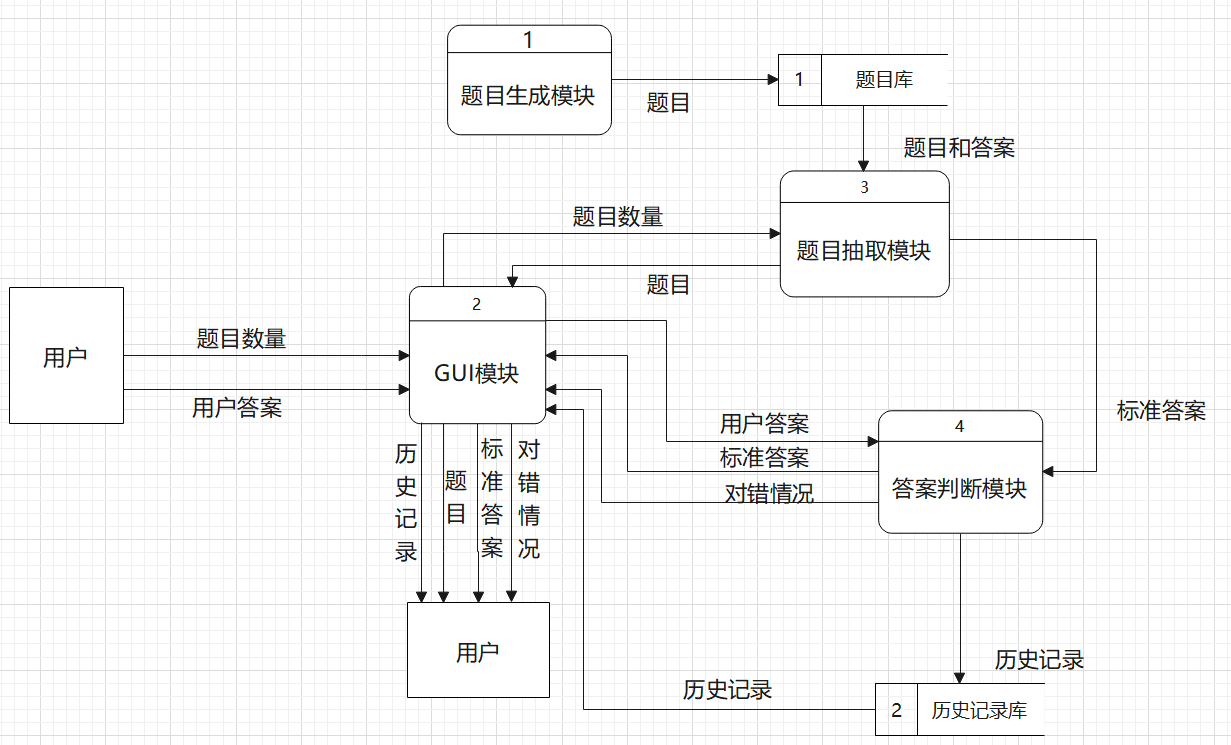 1
题目生成模块
题目
1
题目库
题目和答案
3
题目抽取模块
题目数量
题目
用户
题目数量
用户答案
2
GUI模块
用户答案
标准答案
对错情况
标准答案
4
答案判断模块
历史记录
题目
标准答案
对错情况
用户
历史记录
历史记录
2
历史记录库